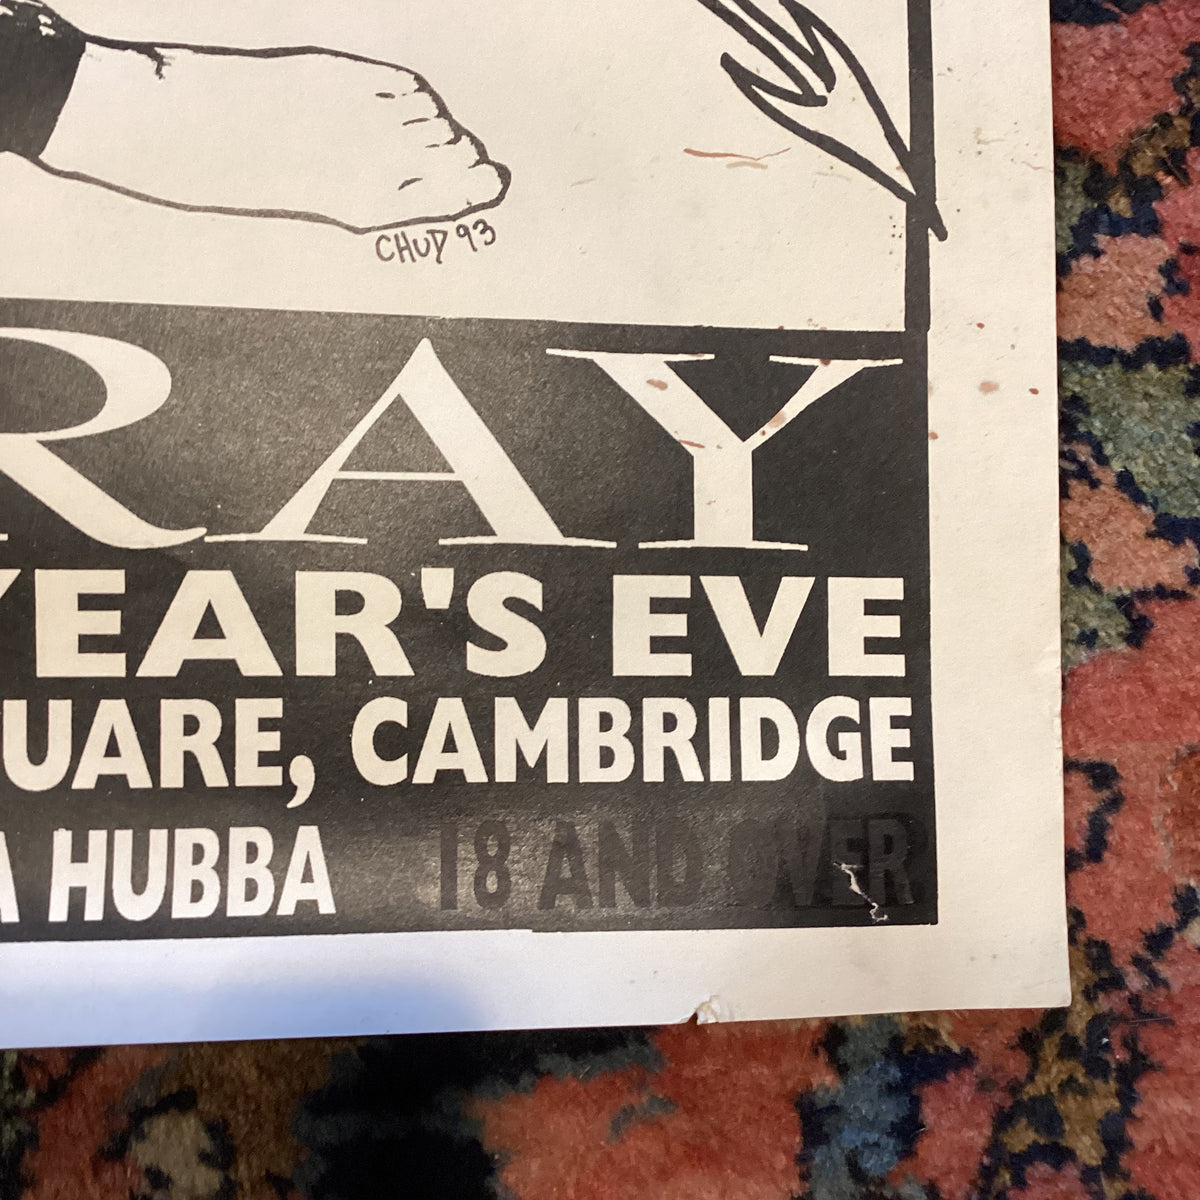 CHUD 93
RAY
YEAR'S EVE
UARE, CAMBRIDGE
A HUBBA 18 AND OVER